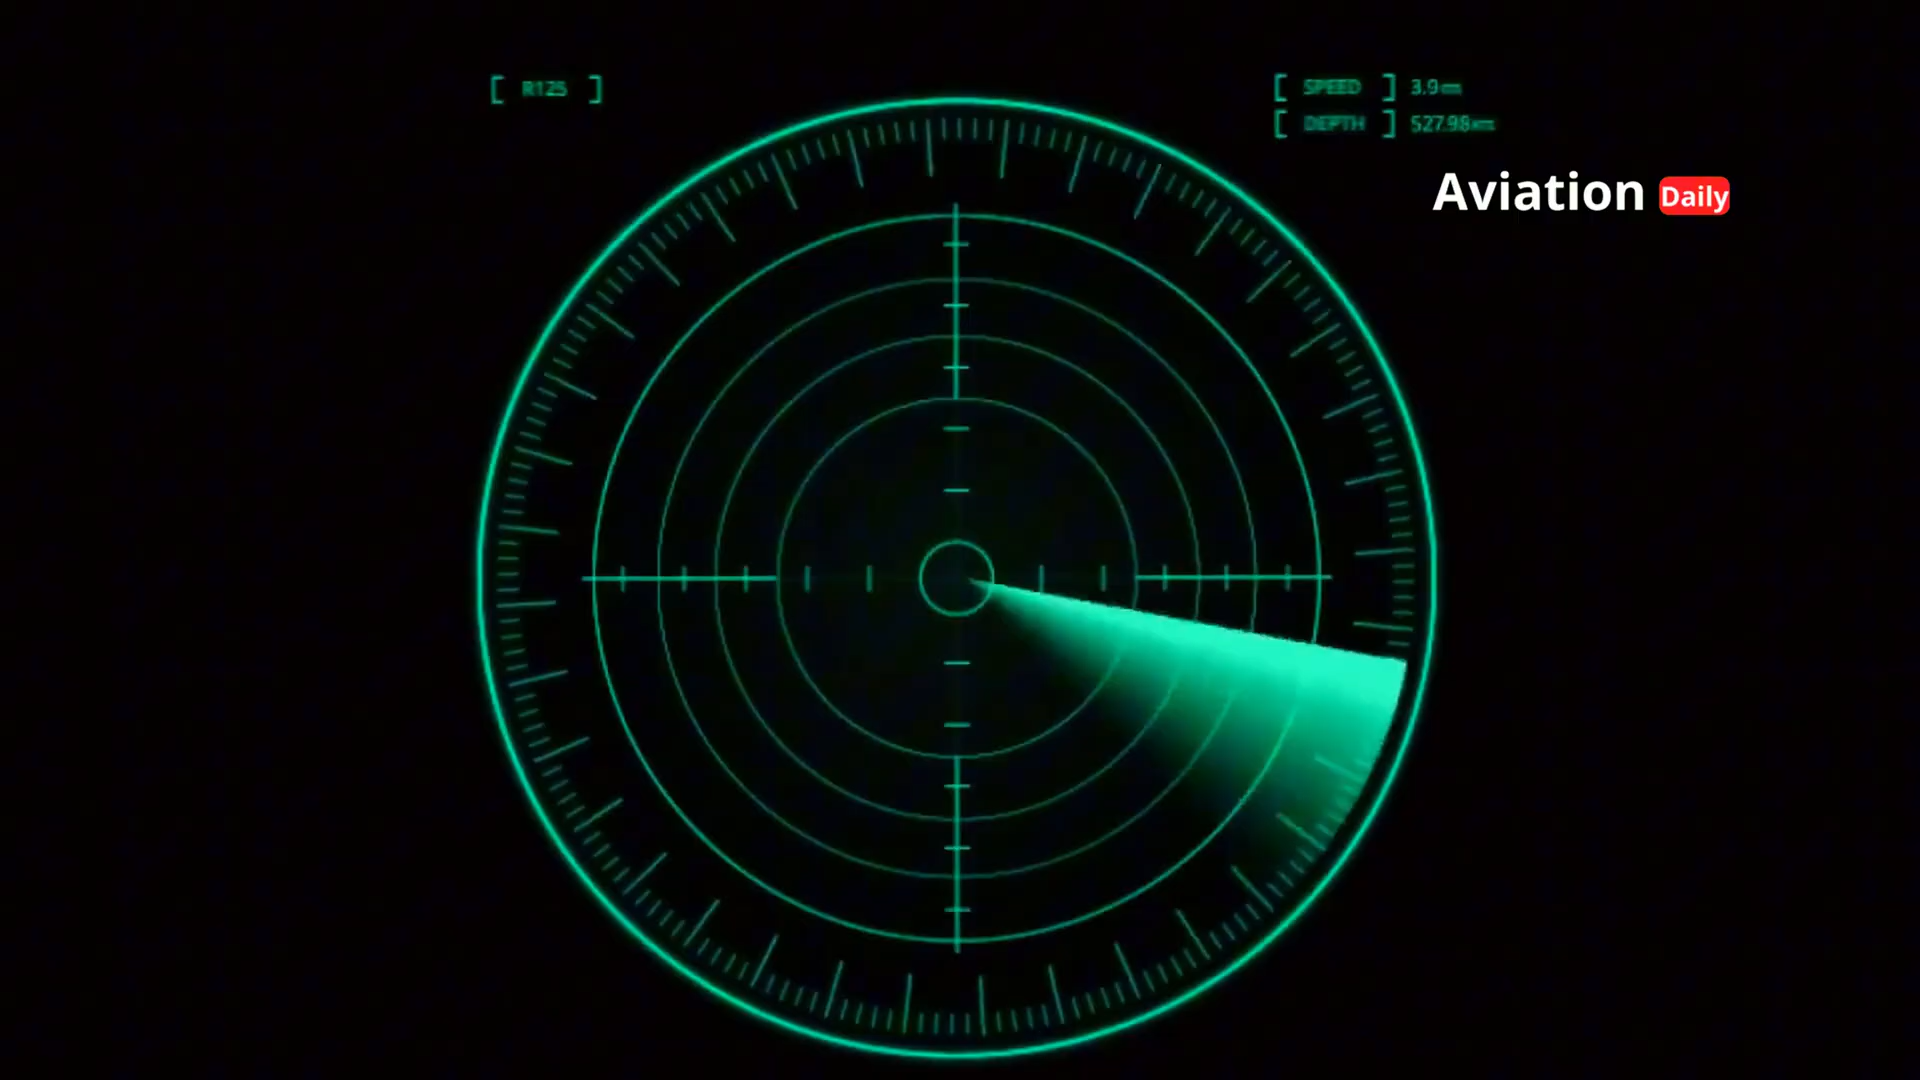 [ R125 ]
[ SPEED ] 3.9
[ DEPTH ] 527.98
Aviation Daily